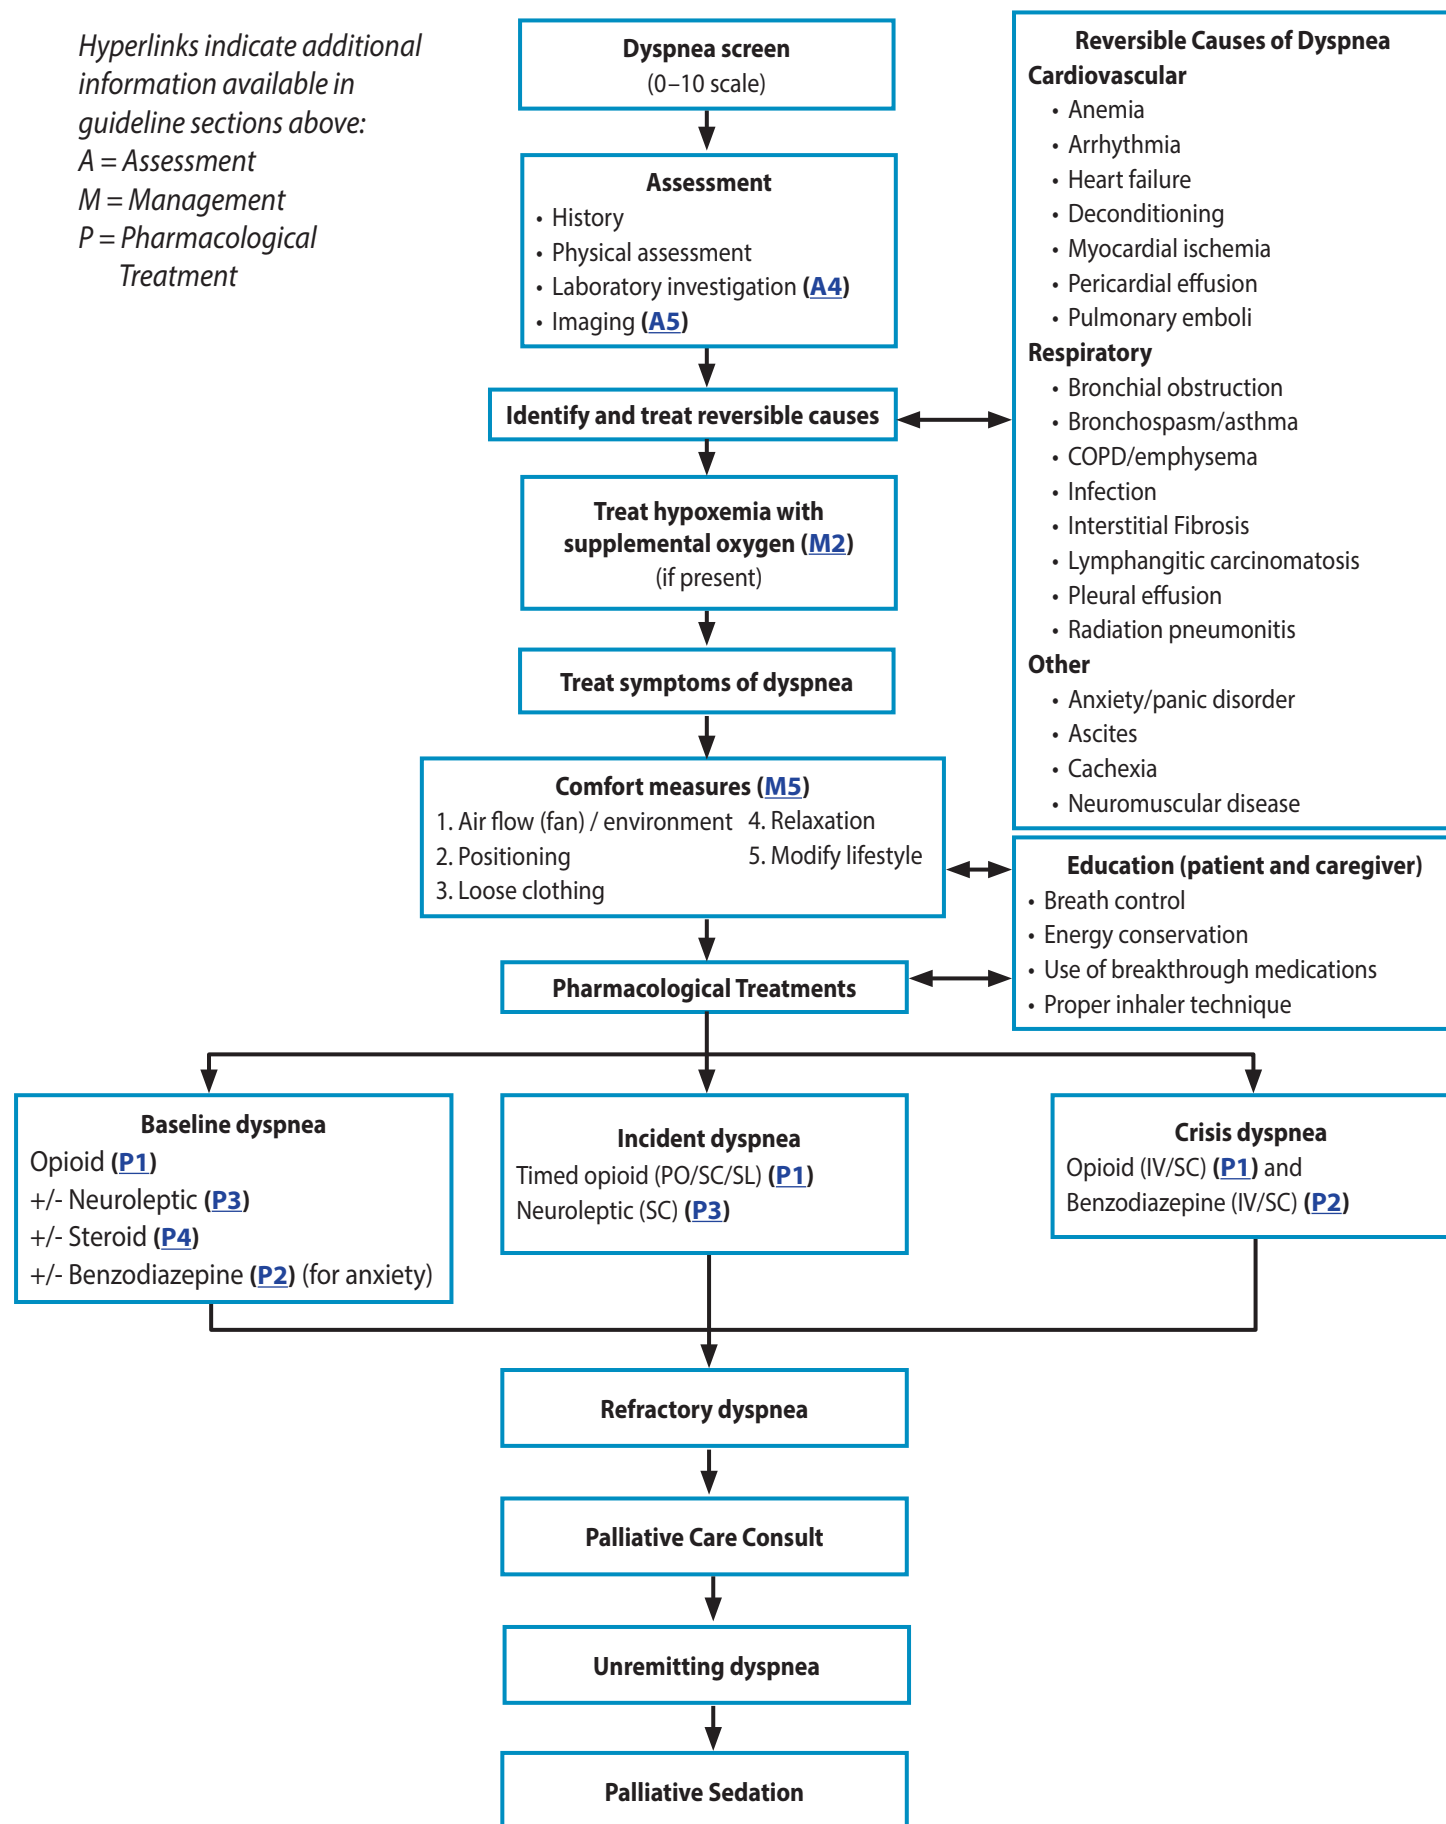 Hyperlinks indicate additional
information available in
guideline sections above:
A = Assessment
M = Management
P = Pharmacological
Treatment
Dyspnea screen
(0–10 scale)
Assessment
• History
• Physical assessment
• Laboratory investigation (A4)
• Imaging (A5)
Identify and treat reversible causes
Treat hypoxemia with
supplemental oxygen (M2)
(if present)
Treat symptoms of dyspnea
Comfort measures (M5)
1. Air flow (fan) / environment
2. Positioning
3. Loose clothing
4. Relaxation
5. Modify lifestyle
Pharmacological Treatments
Reversible Causes of Dyspnea
Cardiovascular
• Anemia
• Arrhythmia
• Heart failure
• Deconditioning
• Myocardial ischemia
• Pericardial effusion
• Pulmonary emboli
Respiratory
• Bronchial obstruction
• Bronchospasm/asthma
• COPD/emphysema
• Infection
• Interstitial Fibrosis
• Lymphangitic carcinomatosis
• Pleural effusion
• Radiation pneumonitis
Other
• Anxiety/panic disorder
• Ascites
• Cachexia
• Neuromuscular disease
Education (patient and caregiver)
• Breath control
• Energy conservation
• Use of breakthrough medications
• Proper inhaler technique
Baseline dyspnea
Opioid (P1)
+/- Neuroleptic (P3)
+/- Steroid (P4)
+/- Benzodiazepine (P2) (for anxiety)
Incident dyspnea
Timed opioid (PO/SC/SL) (P1)
Neuroleptic (SC) (P3)
Crisis dyspnea
Opioid (IV/SC) (P1) and
Benzodiazepine (IV/SC) (P2)
Refractory dyspnea
Palliative Care Consult
Unremitting dyspnea
Palliative Sedation